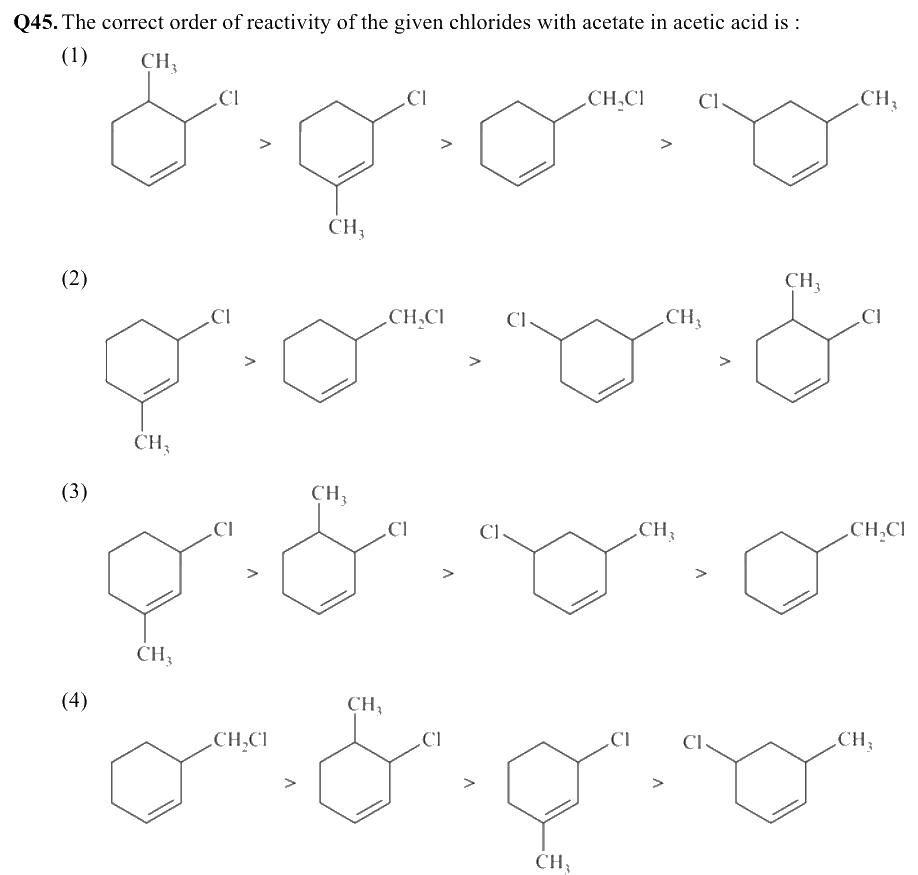 Q45. The correct order of reactivity of the given chlorides with acetate in acetic acid is :
(1)
CH₃
Cl > Cl > CH₂Cl > Cl CH₃
CH₃
(2)
CH₃
Cl > CH₂Cl > Cl CH₃ > Cl
CH₃
(3)
CH₃
Cl > Cl > Cl CH₃ > CH₂Cl
CH₃
(4)
CH₃
CH₂Cl > Cl > Cl > Cl CH₃
CH₃